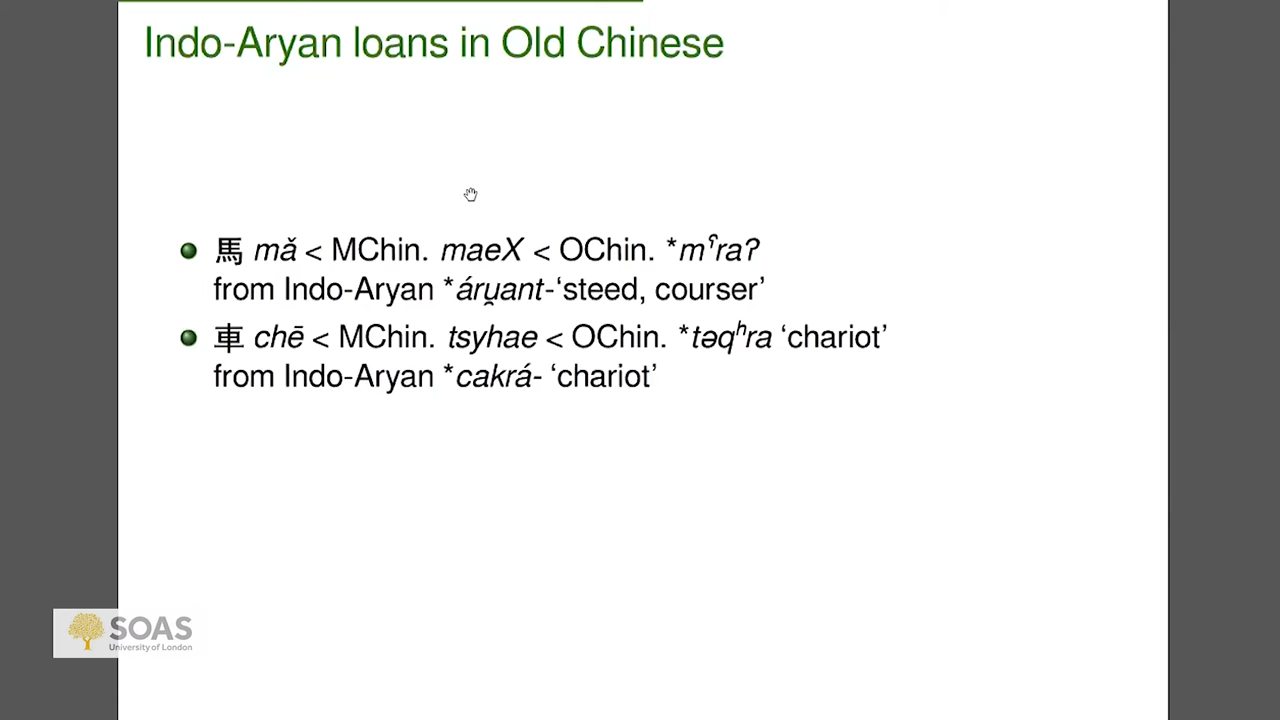 Indo-Aryan loans in Old Chinese
馬 mǎ < MChin. maeX < OChin. *mˤraʔ
from Indo-Aryan *áru̯ant-‘steed, courser’
車 chē < MChin. tsyhae < OChin. *təqʰra ‘chariot’
from Indo-Aryan *cakrá- ‘chariot’
SOAS
University of London